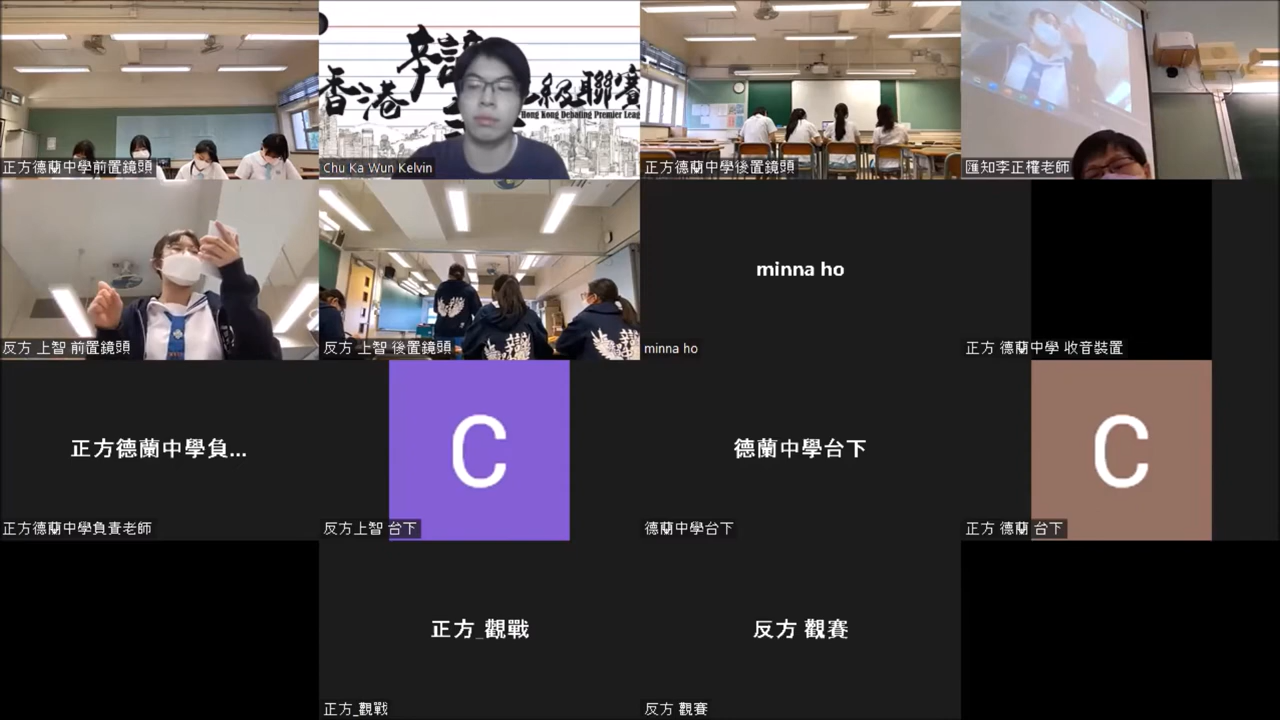 正方德蘭中學前置鏡頭
香港
辛
級聯賽
Hong Kong Debating Premier Leag
Chu Ka Wun Kelvin
正方德蘭中學後置鏡頭
匯知李正權老師
反方 上智 前置鏡頭
反方 上智 後置鏡頭
minna ho
minna ho
正方 德蘭中學 收音裝置
正方德蘭中學負...
正方德蘭中學負責老師
C
反方上智 台下
德蘭中學台下
德蘭中學台下
C
正方 德蘭 台下
正方_觀戰
正方_觀戰
反方 觀賽
反方 觀賽